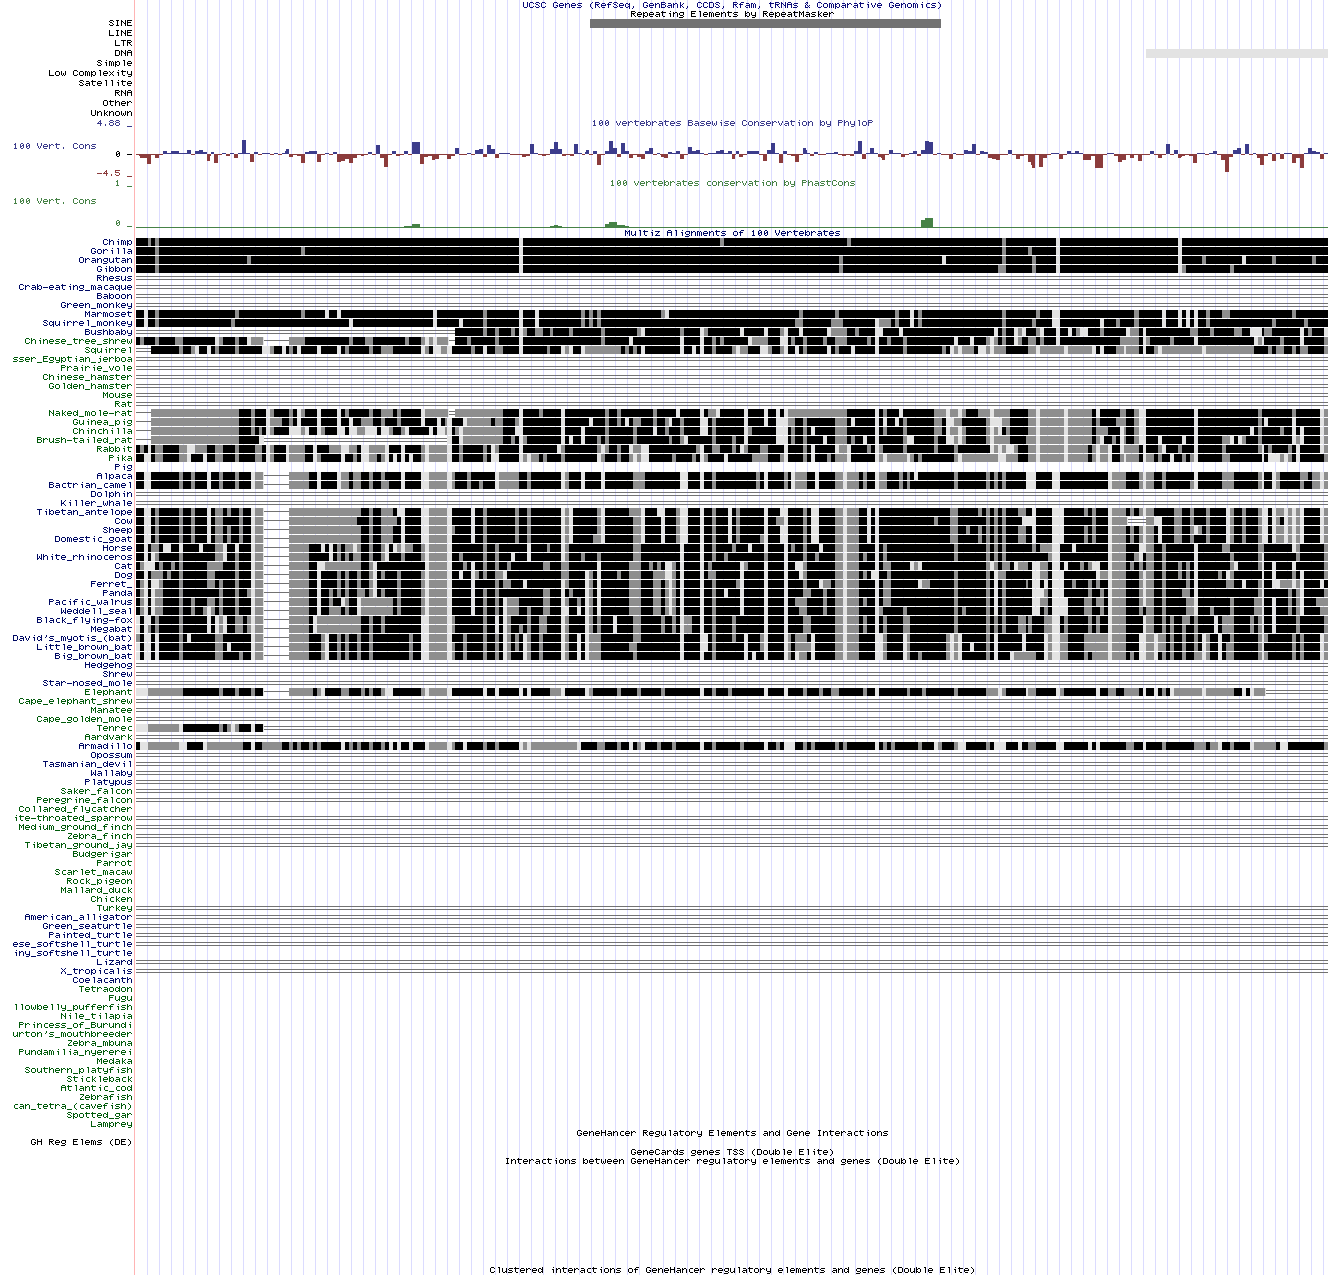 UCSC Genes (RefSeq, GenBank, CCDS, Rfam, tRNAs & Comparative Genomics)
Repeating Elements by RepeatMasker
SINE
LINE
LTR
DNA
Simple
Low Complexity
Satellite
RNA
Other
Unknown
4.88 _
100 vertebrates Basewise Conservation by PhyloP
100 Vert. Cons
0 _
-4.5 _
1 _
100 vertebrates conservation by PhastCons
100 Vert. Cons
0 _
Multiz Alignments of 100 Vertebrates
Chimp
Gorilla
Orangutan
Gibbon
Rhesus
Crab-eating_macaque
Baboon
Green_monkey
Marmoset
Squirrel_monkey
Bushbaby
Chinese_tree_shrew
Squirrel
sser_Egyptian_jerboa
Prairie_vole
Chinese_hamster
Golden_hamster
Mouse
Rat
Naked_mole-rat
Guinea_pig
Chinchilla
Brush-tailed_rat
Rabbit
Pika
Pig
Alpaca
Bactrian_camel
Dolphin
Killer_whale
Tibetan_antelope
Cow
Sheep
Domestic_goat
Horse
White_rhinoceros
Cat
Dog
Ferret_
Panda
Pacific_walrus
Weddell_seal
Black_flying-fox
Megabat
David's_myotis_(bat)
Little_brown_bat
Big_brown_bat
Hedgehog
Shrew
Star-nosed_mole
Elephant
Cape_elephant_shrew
Manatee
Cape_golden_mole
Tenrec
Aardvark
Armadillo
Opossum
Tasmanian_devil
Wallaby
Platypus
Saker_falcon
Peregrine_falcon
Collared_flycatcher
ite-throated_sparrow
Medium_ground_finch
Zebra_finch
Tibetan_ground_jay
Budgerigar
Parrot
Scarlet_macaw
Rock_pigeon
Mallard_duck
Chicken
Turkey
American_alligator
Green_seaturtle
Painted_turtle
ese_softshell_turtle
iny_softshell_turtle
Lizard
X_tropicalis
Coelacanth
Tetraodon
Fugu
llowbelly_pufferfish
Nile_tilapia
Princess_of_Burundi
urton's_mouthbreeder
Zebra_mbuna
Pundamilia_nyererei
Medaka
Southern_platyfish
Stickleback
Atlantic_cod
Zebrafish
can_tetra_(cavefish)
Spotted_gar
Lamprey
GeneHancer Regulatory Elements and Gene Interactions
GH Reg Elems (DE)
GeneCards genes TSS (Double Elite)
Interactions between GeneHancer regulatory elements and genes (Double Elite)
Clustered interactions of GeneHancer regulatory elements and genes (Double Elite)